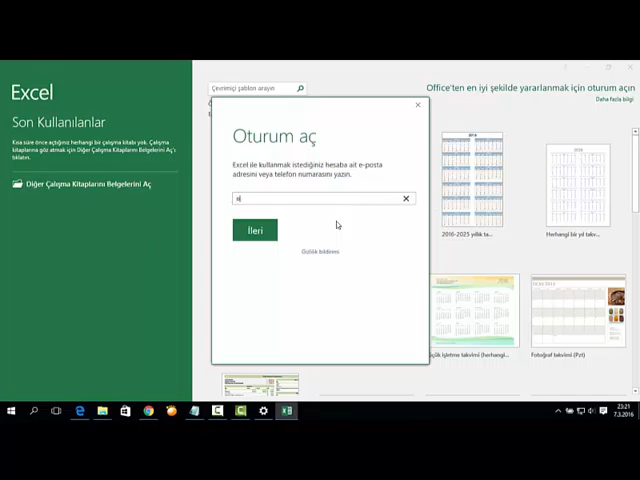 Excel
Son Kullanılanlar
Kısa süre önce açtığınız herhangi bir çalışma kitabı yok. Çalışma
kitaplarına göz atmak için Diğer Çalışma Kitaplarını Belgelerini Aç'ı
tıklatın.
Diğer Çalışma Kitaplarını Belgelerini Aç
Çevrimiçi şablon arayın
Office'ten en iyi şekilde yararlanmak için oturum açın
Daha fazla bilgi
Oturum aç
Excel ile kullanmak istediğiniz hesaba ait e-posta
adresini veya telefon numarasını yazın.
İleri
Gizlilik bildirimi
2016-2025 yıllık ta...
Herhangi bir yıl takv...
küçük işletme takvimi (herhangi...
Fotoğraf takvimi (Pzt)
23:21
7.3.2016